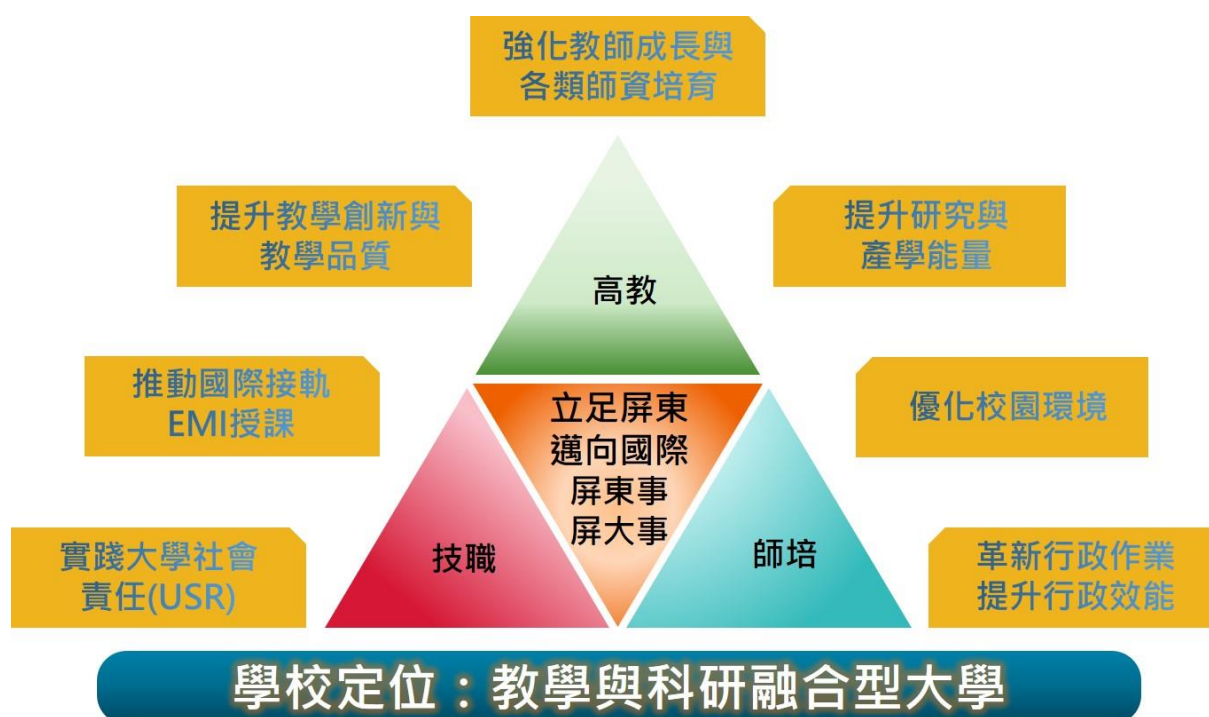 強化教師成長與
各類師資培育
提升教學創新與
教學品質
提升研究與
產學能量
高教
推動國際接軌
EMI授課
優化校園環境
立足屏東
邁向國際
屏東事
屏大事
技職
師培
實踐大學社會
責任(USR)
革新行政作業
提升行政效能
學校定位：教學與科研融合型大學